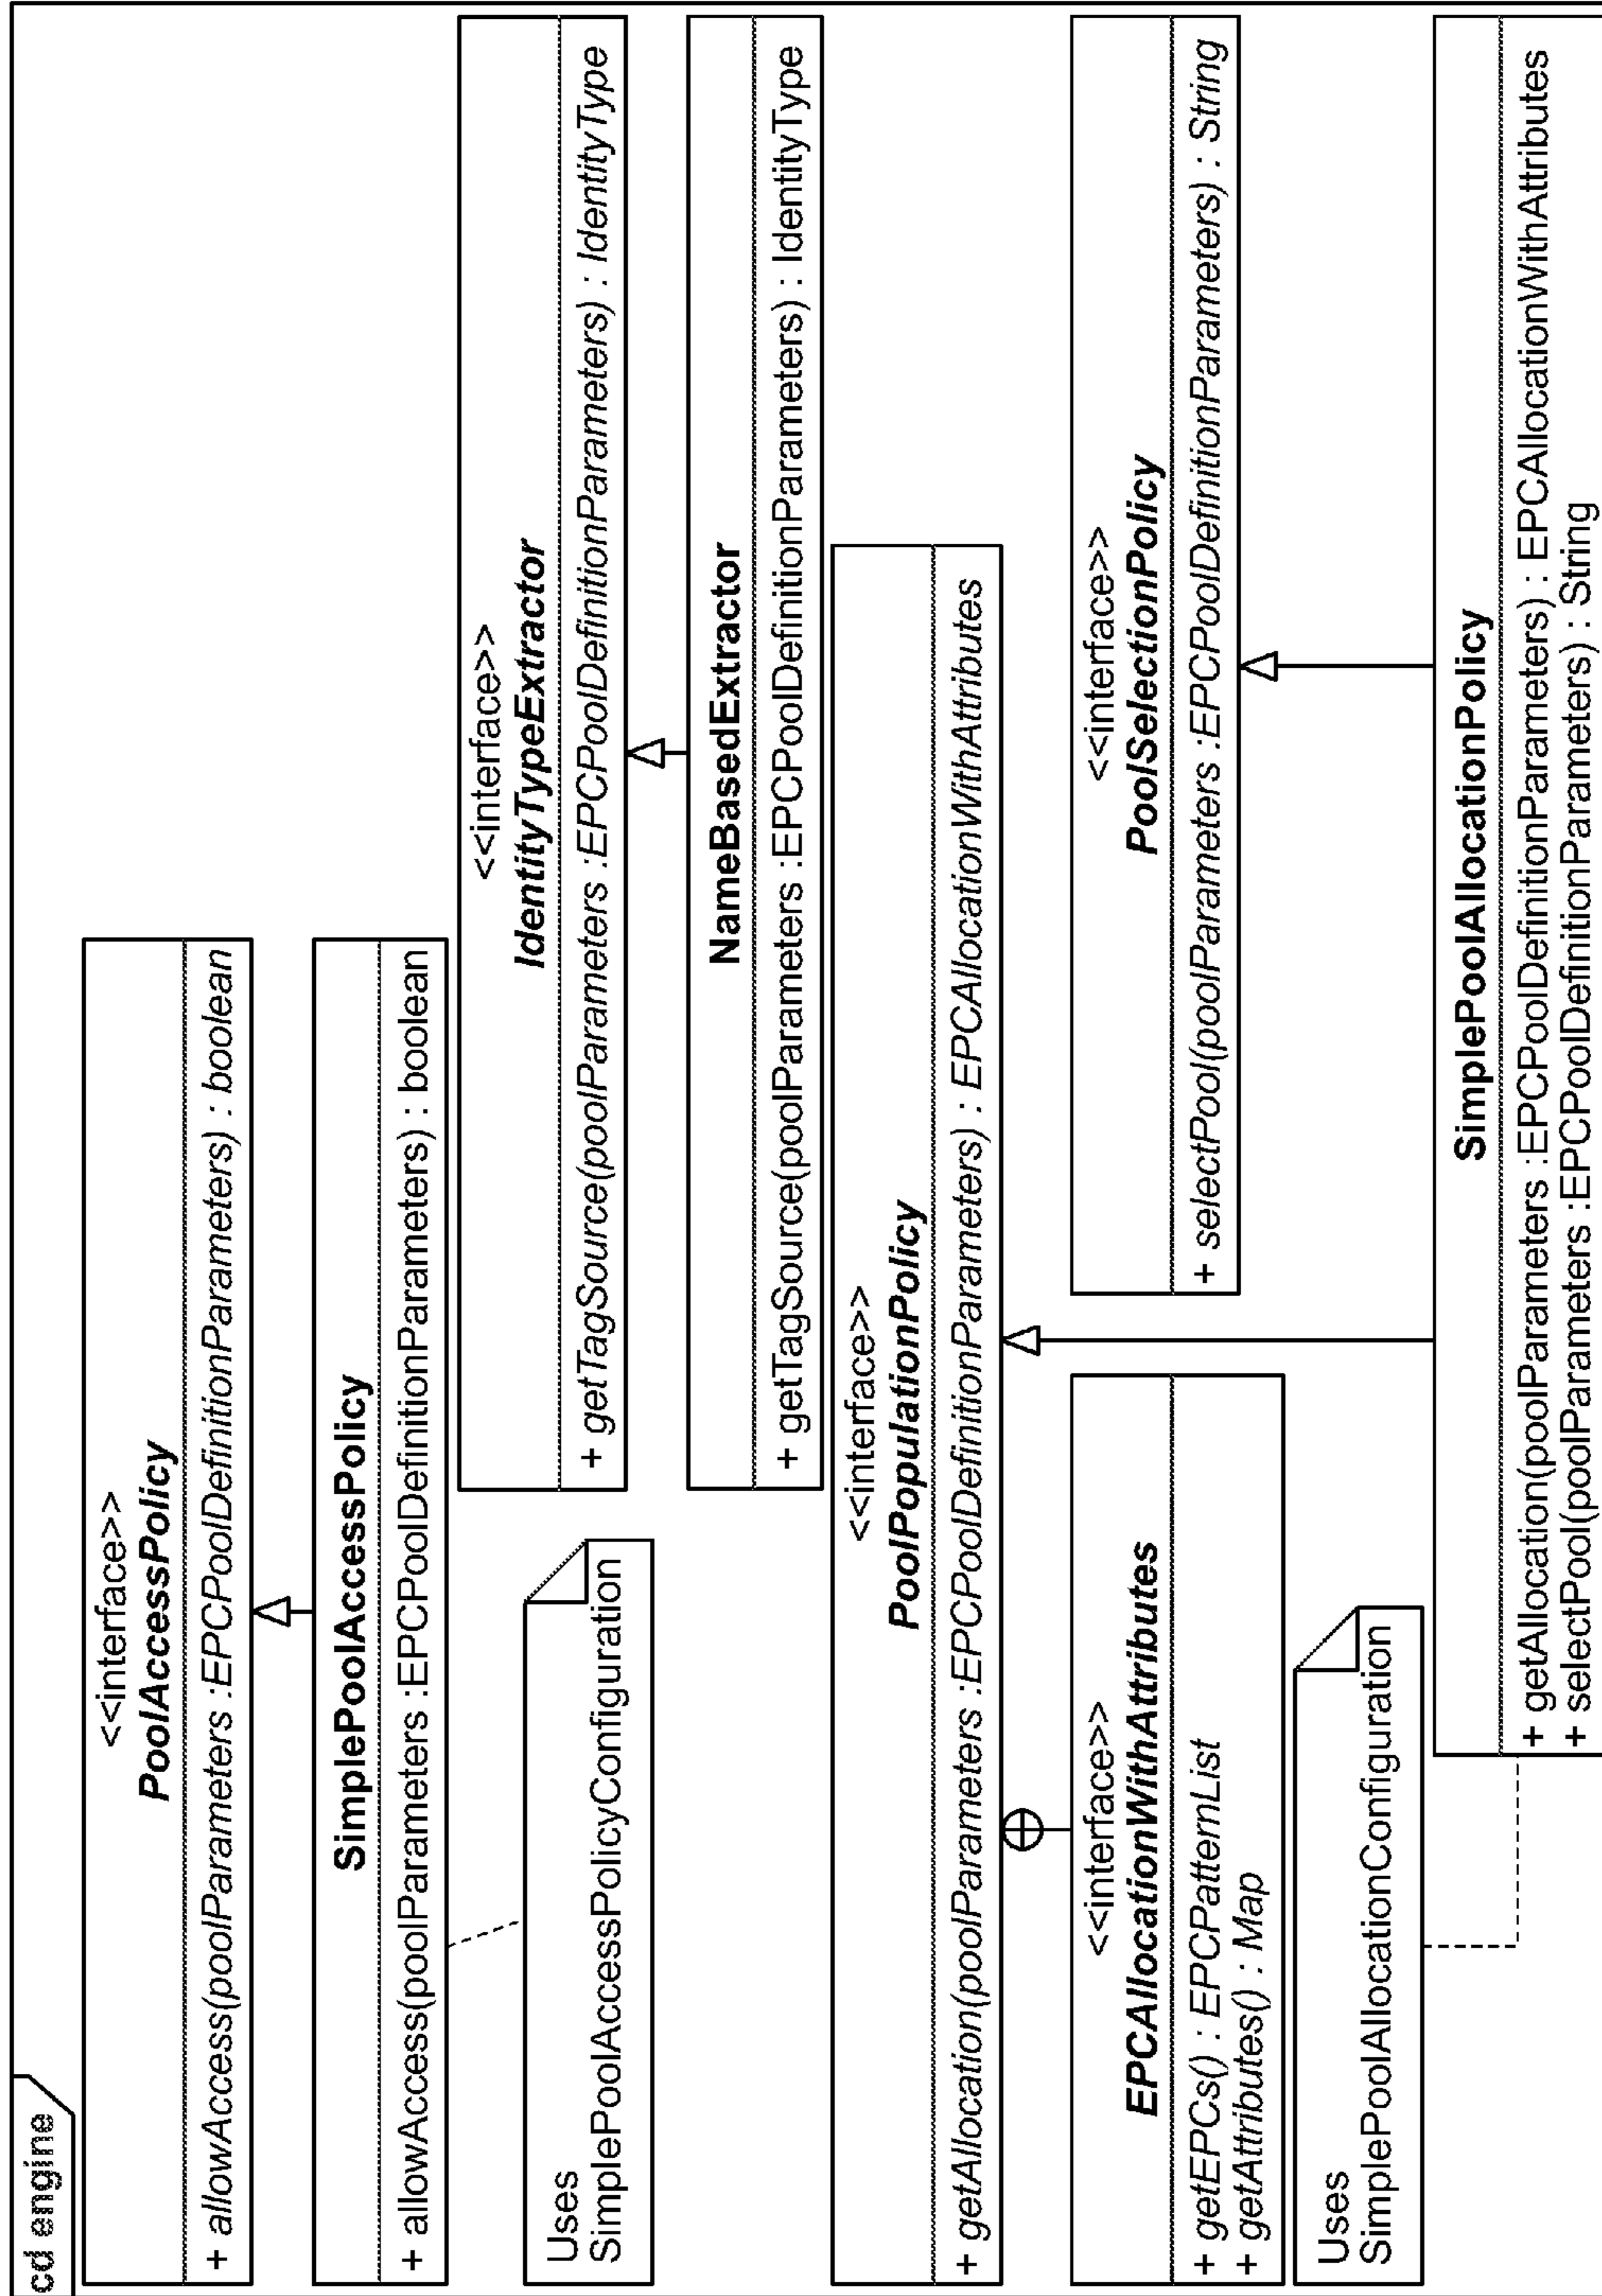 cd engine
<<interface>>
PoolAccessPolicy
+ allowAccess(poolParameters :EPCPoolDefinitionParameters) : boolean
SimplePoolAccessPolicy
+ allowAccess(poolParameters :EPCPoolDefinitionParameters) : boolean
Uses
SimplePoolAccessPolicyConfiguration
<<interface>>
IdentityTypeExtractor
+ getTagSource(poolParameters :EPCPoolDefinitionParameters) : IdentityType
NameBasedExtractor
+ getTagSource(poolParameters :EPCPoolDefinitionParameters) : IdentityType
<<interface>>
PoolPopulationPolicy
+ getAllocation(poolParameters :EPCPoolDefinitionParameters) : EPCAllocationWithAttributes
<<interface>>
EPCAllocationWithAttributes
+ getEPCs() : EPCPatternList
+ getAttributes() : Map
<<interface>>
PoolSelectionPolicy
+ selectPool(poolParameters :EPCPoolDefinitionParameters) : String
Uses
SimplePoolAllocationConfiguration
SimplePoolAllocationPolicy
+ getAllocation(poolParameters :EPCPoolDefinitionParameters) : EPCAllocationWithAttributes
+ selectPool(poolParameters :EPCPoolDefinitionParameters) : String